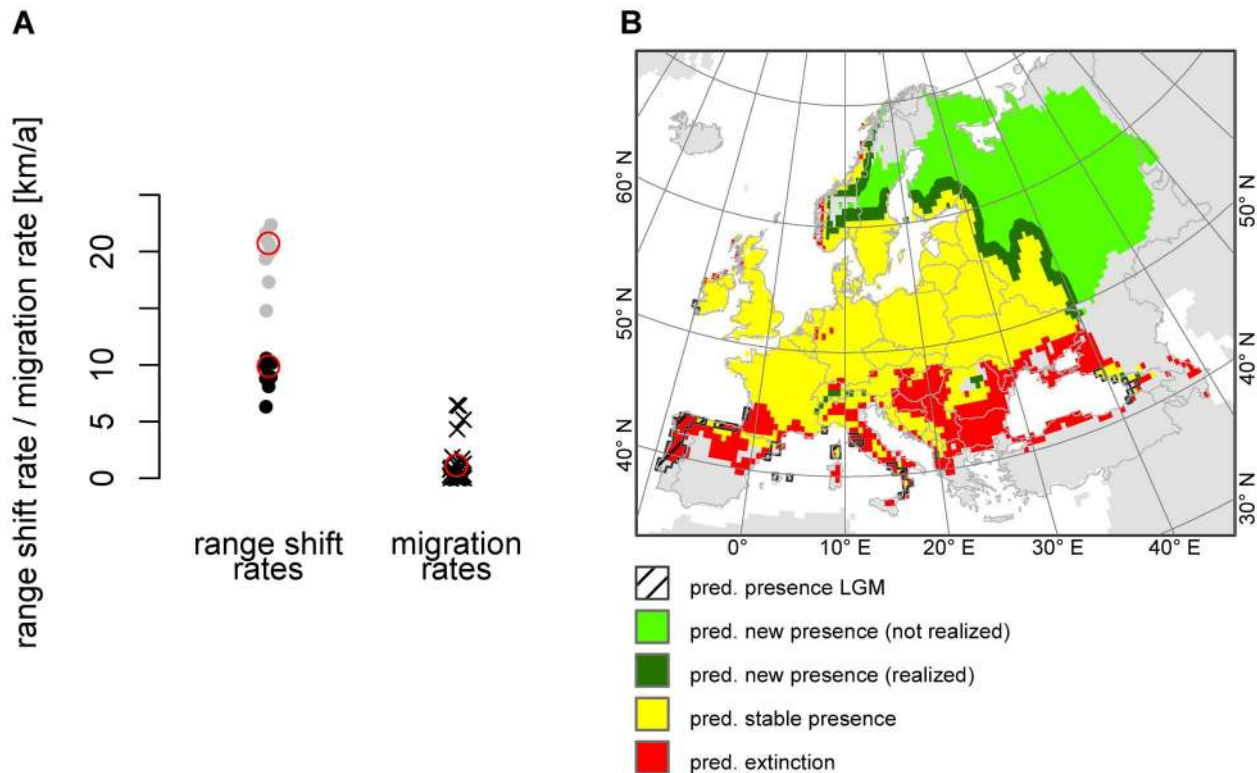 A
range shift rate / migration rate [km/a]
20
10
5
0
range shift
rates
migration
rates
B
60° N
50° N
40° N
50° N
40° N
30° N
0°
10° E
20° E
30° E
40° E
pred. presence LGM
pred. new presence (not realized)
pred. new presence (realized)
pred. stable presence
pred. extinction